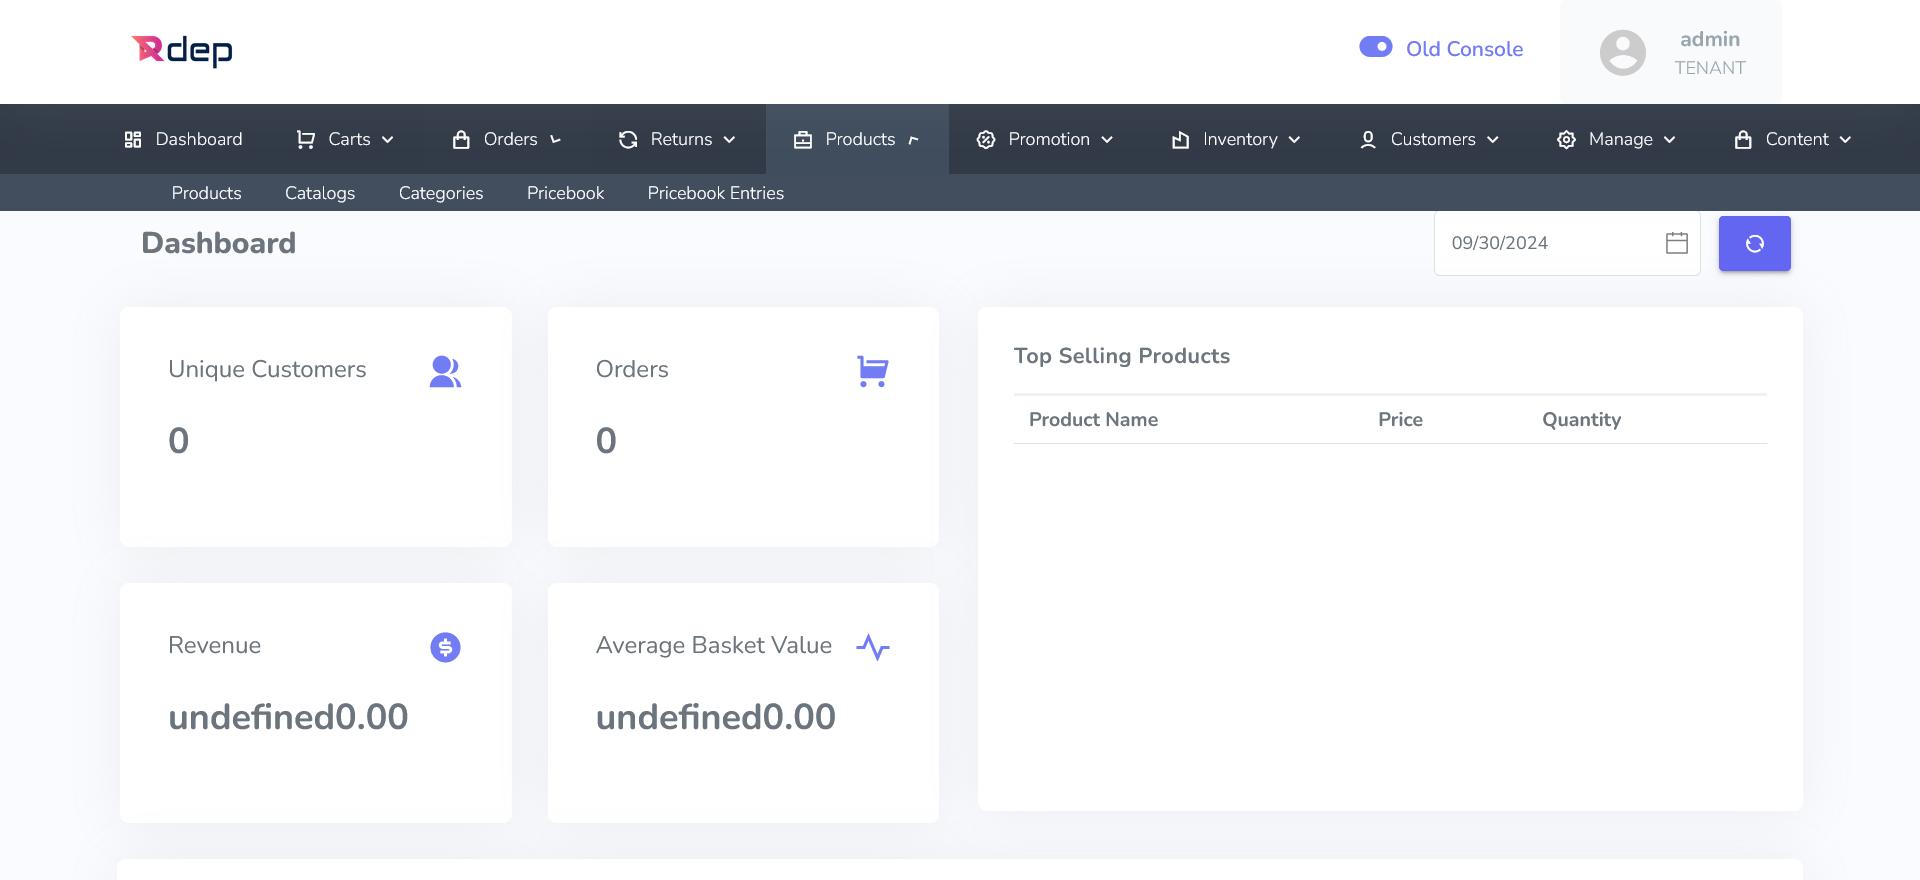 Rdep
Old Console
admin
TENANT
Dashboard Carts Orders Returns Products Promotion Inventory Customers Manage Content
Products Catalogs Categories Pricebook Pricebook Entries
Dashboard
09/30/2024
Unique Customers
0
Orders
0
Top Selling Products
Product Name Price Quantity
Revenue
undefined0.00
Average Basket Value
undefined0.00